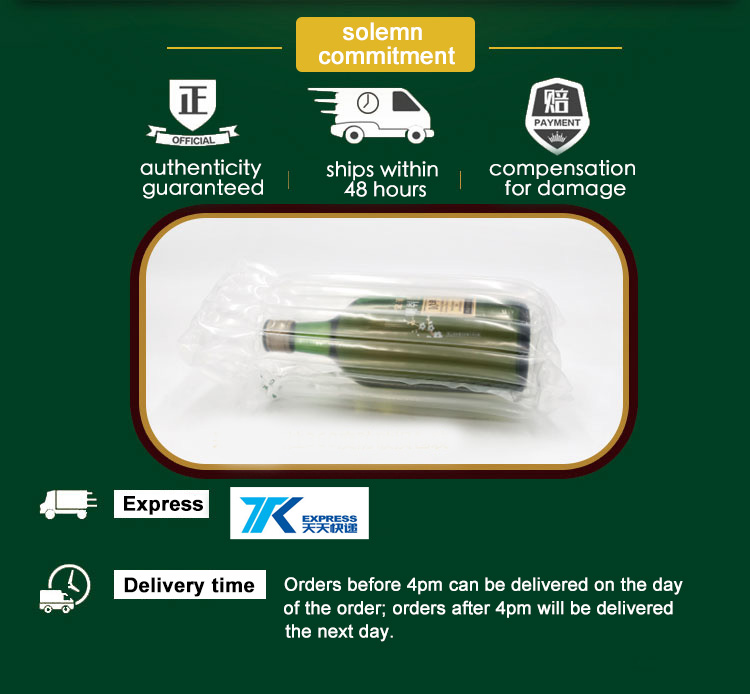 solemn
commitment
正
OFFICIAL
赔
PAYMENT
authenticity
guaranteed
ships within
48 hours
compensation
for damage
Express
TK
EXPRESS
天天快递
Delivery time
Orders before 4pm can be delivered on the day
of the order; orders after 4pm will be delivered
the next day.